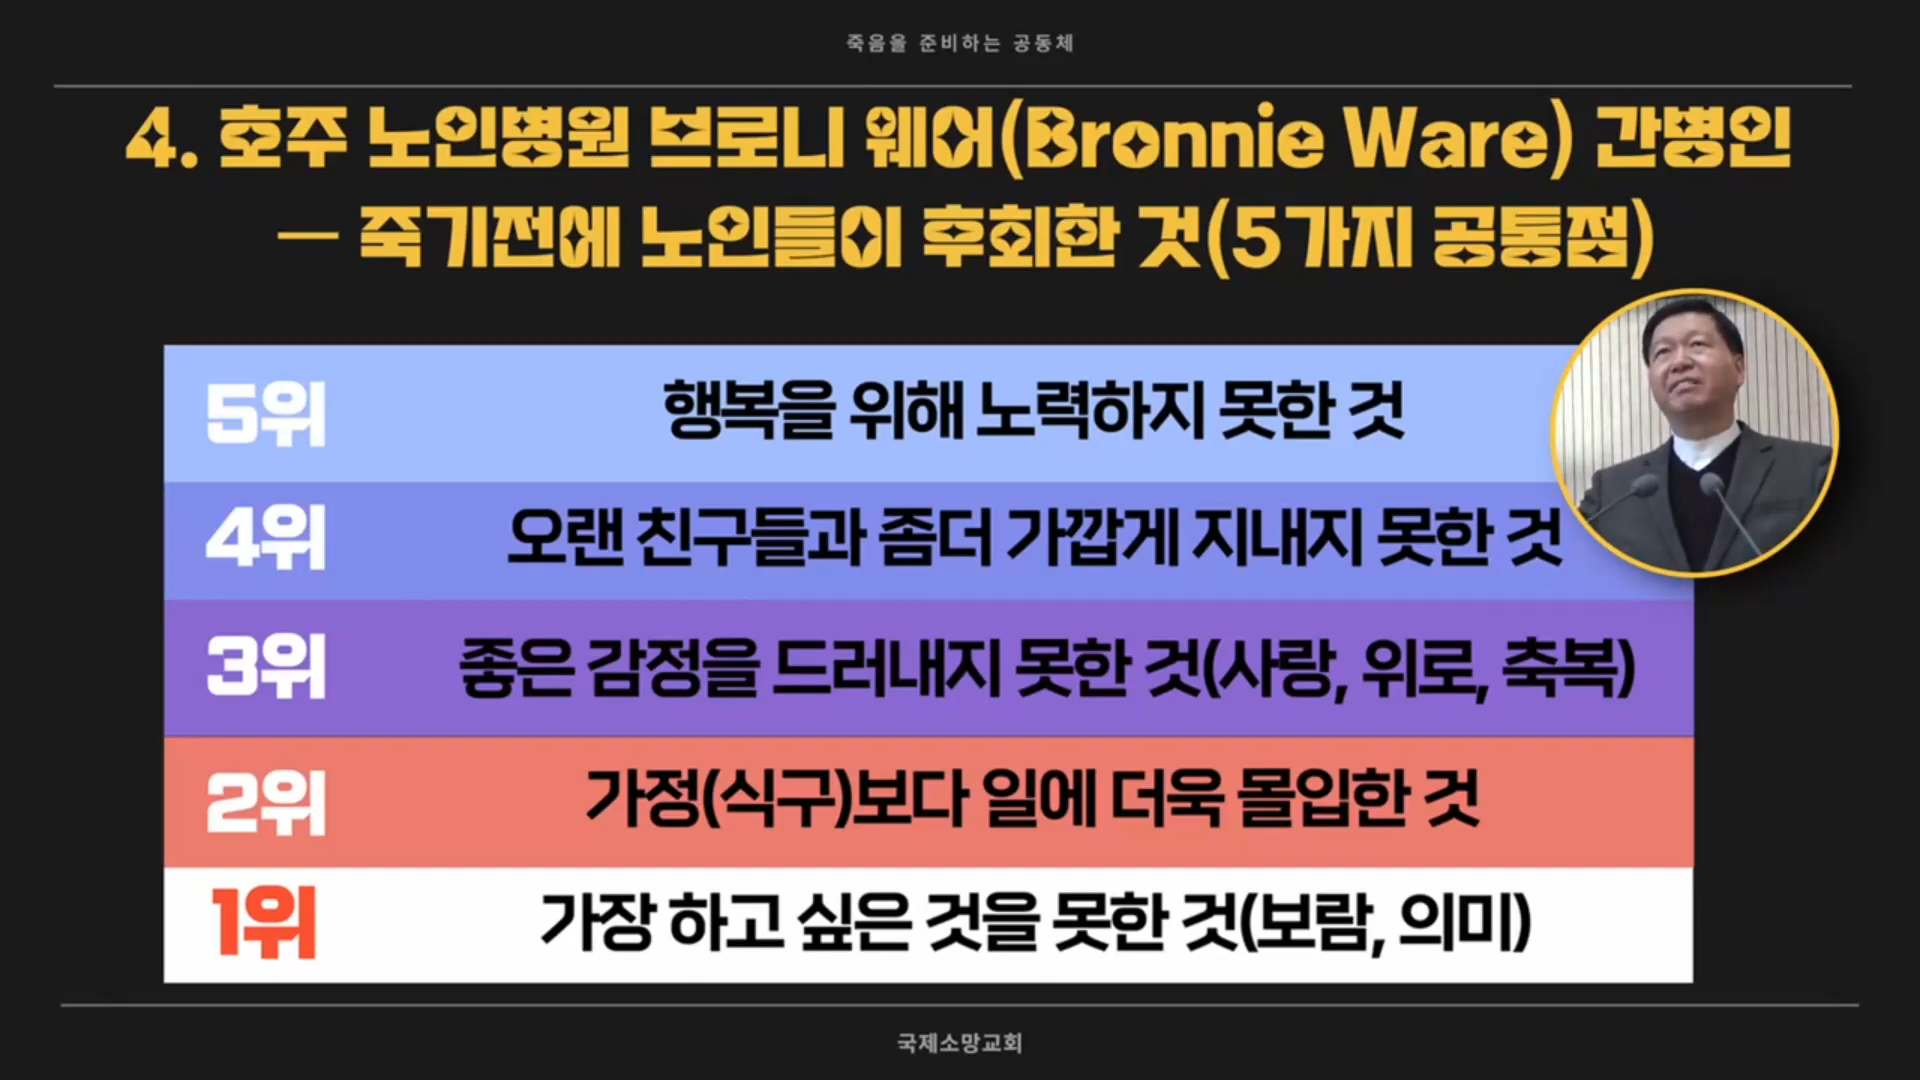 죽음을 준비하는 공동체
4. 호주 노인병원 브로니 웨어(Bronnie Ware) 간병인
– 죽기전에 노인들이 후회한 것(5가지 공통점)
5위 행복을 위해 노력하지 못한 것
4위 오랜 친구들과 좀더 가깝게 지내지 못한 것
3위 좋은 감정을 드러내지 못한 것(사랑, 위로, 축복)
2위 가정(식구)보다 일에 더욱 몰입한 것
1위 가장 하고 싶은 것을 못한 것(보람, 의미)
국제소망교회